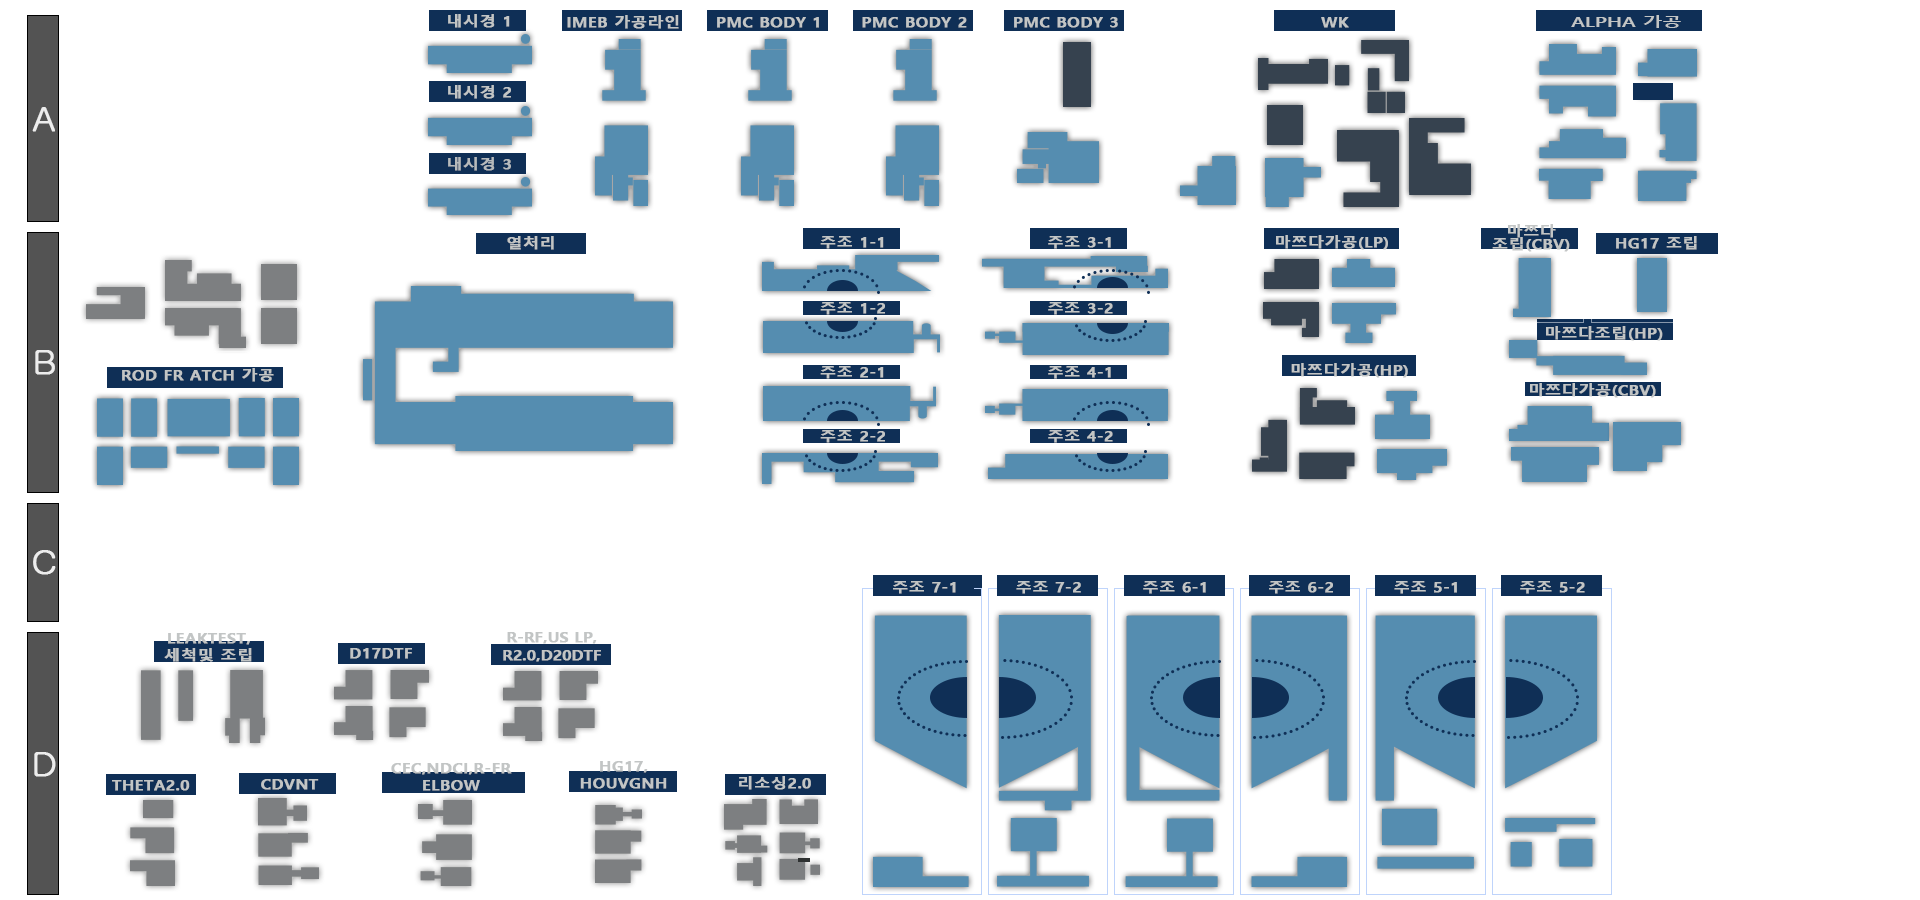 A
내시경 1
IMEB 가공라인
PMC BODY 1
PMC BODY 2
PMC BODY 3
WK
ALPHA 가공
내시경 2
내시경 3
B
열처리
주조 1-1
주조 3-1
마쯔다가공(LP)
마쯔다
조립(CBV)
HG17 조립
주조 1-2
주조 3-2
마쯔다조립(HP)
ROD FR ATCH 가공
주조 2-1
주조 4-1
마쯔다가공(HP)
마쯔다가공(CBV)
주조 2-2
주조 4-2
C
주조 7-1
주조 7-2
주조 6-1
주조 6-2
주조 5-1
주조 5-2
D
LEAKTEST,
세척및 조립
D17DTF
R-RF,US LP,
R2.0,D20DTF
THETA2.0
CDVNT
CEC,NDCI,R-FR
ELBOW
HG17,
HOUVGNH
리소싱2.0